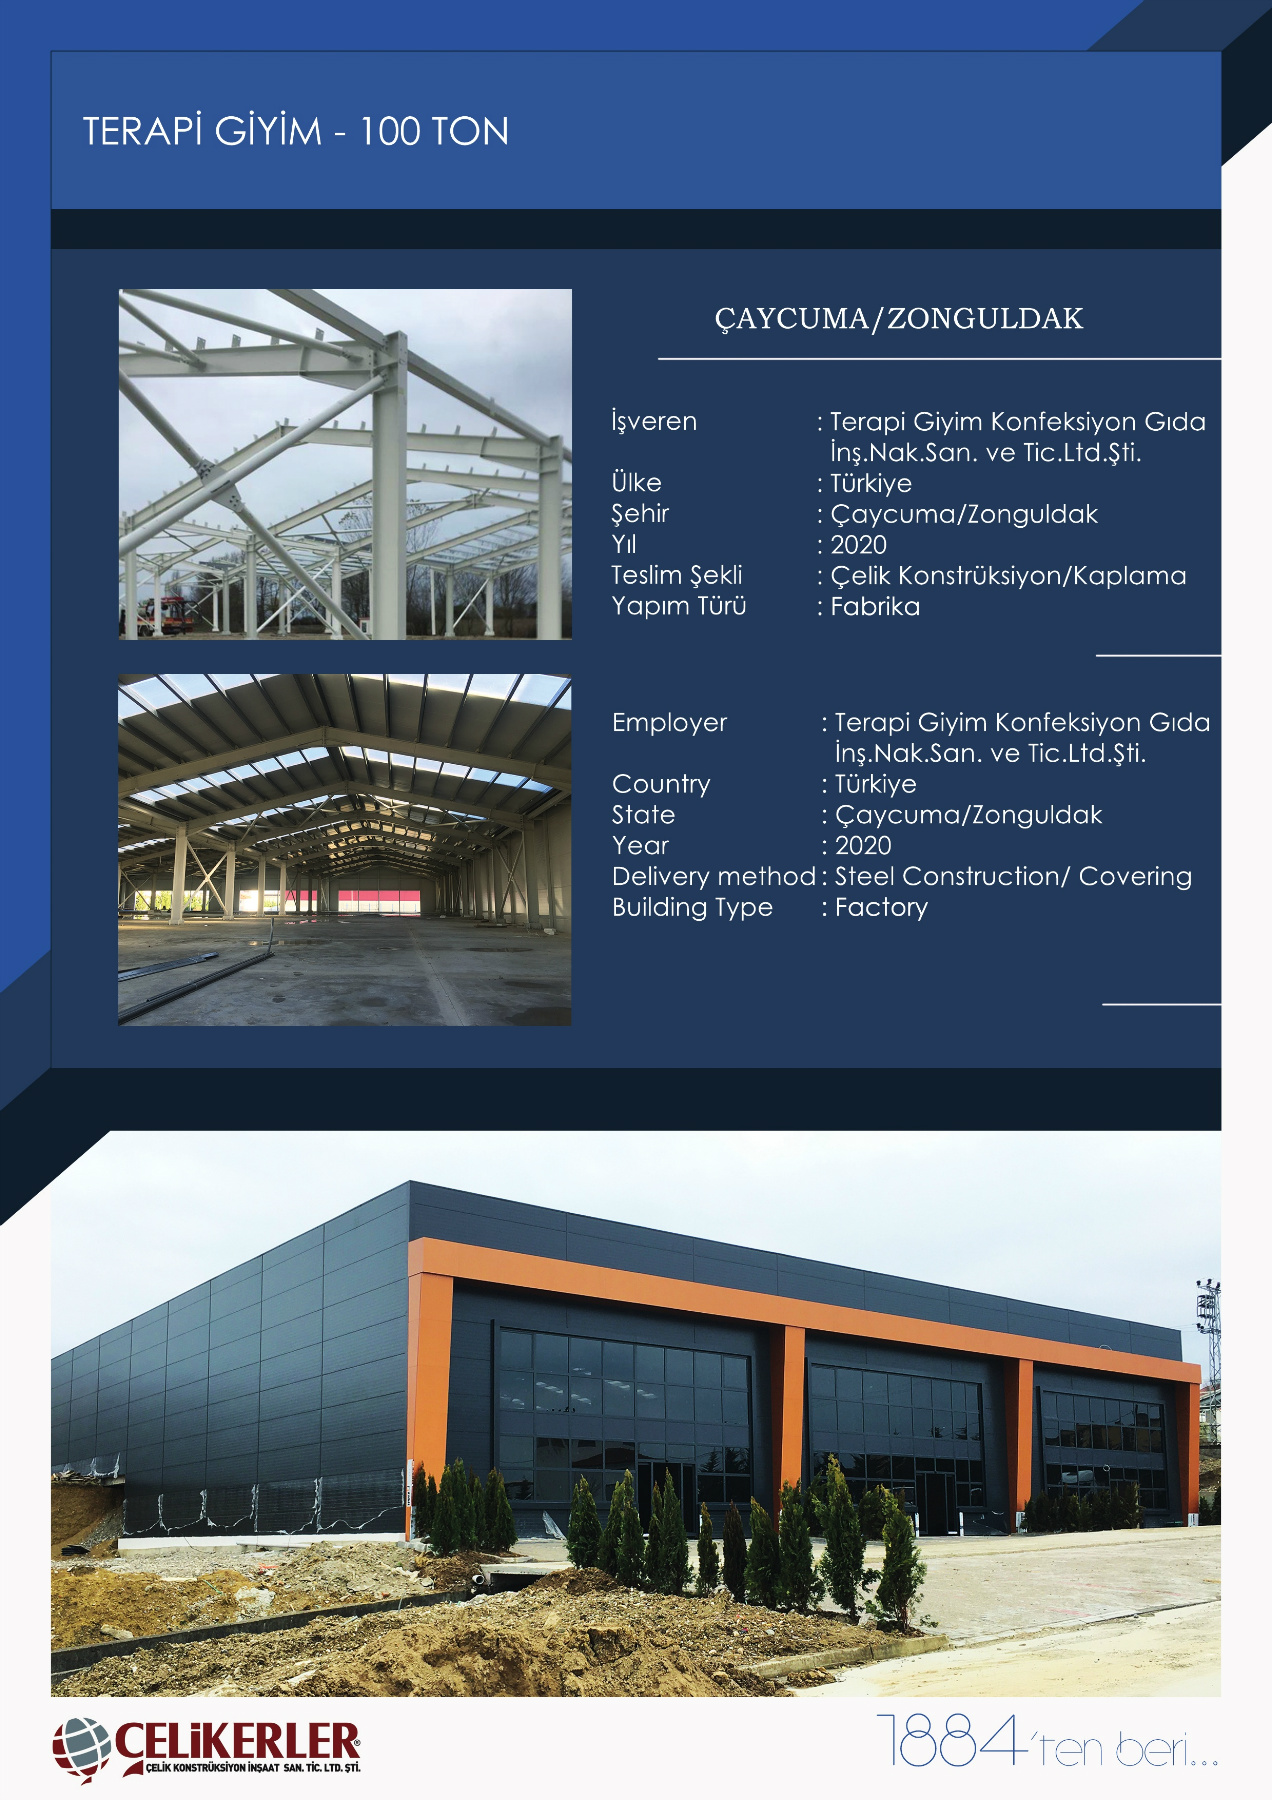 TERAPİ GİYİM - 100 TON
ÇAYCUMA/ZONGULDAK
İşveren : Terapi Giyim Konfeksiyon Gıda
İnş.Nak.San. ve Tic.Ltd.Şti.
Ülke : Türkiye
Şehir : Çaycuma/Zonguldak
Yıl : 2020
Teslim Şekli : Çelik Konstrüksiyon/Kaplama
Yapım Türü : Fabrika
Employer : Terapi Giyim Konfeksiyon Gıda
İnş.Nak.San. ve Tic.Ltd.Şti.
Country : Türkiye
State : Çaycuma/Zonguldak
Year : 2020
Delivery method : Steel Construction/ Covering
Building Type : Factory
ÇELiKERLER®
ÇELİK KONSTRÜKSİYON İNŞAAT SAN. TİC. LTD. ŞTİ.
1884'ten beri...